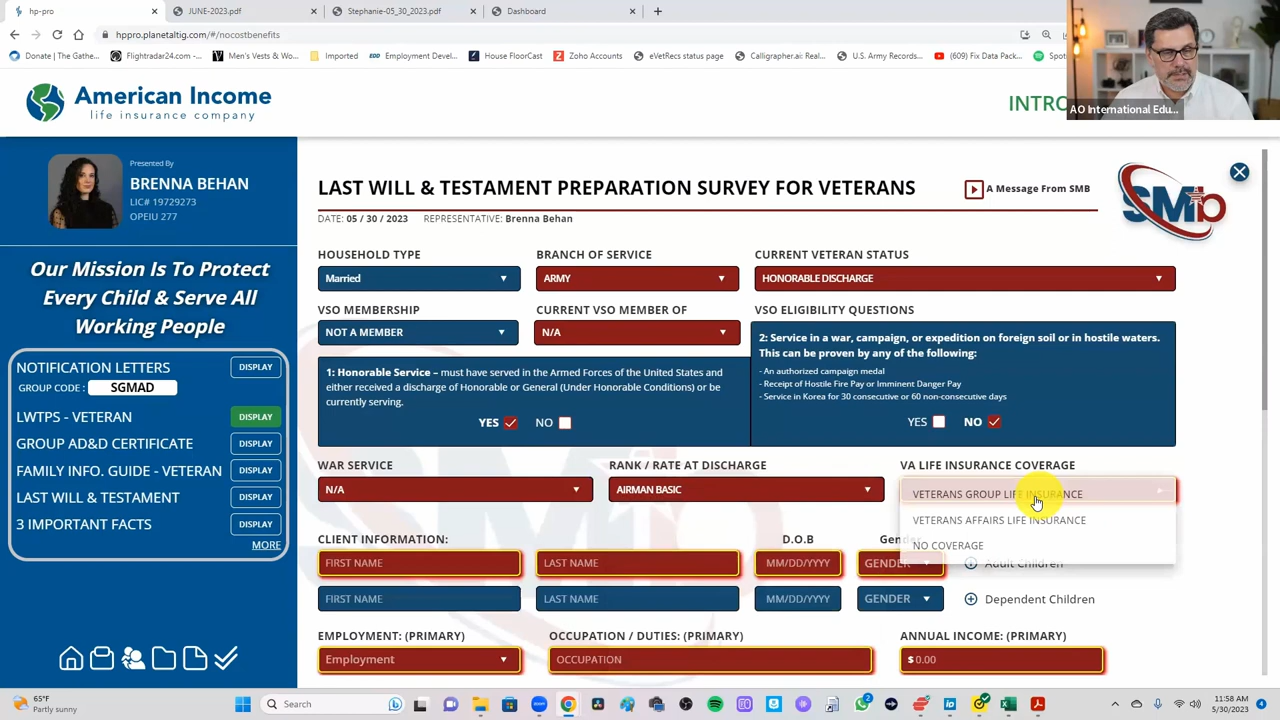 hp-pro
JUNE-2023.pdf
Stephanie-05_30_2023.pdf
Dashboard
hppro.planetaltig.com/#/nocostbenefits
Donate | The Gathe...
Flightradar24.com -...
Men's Vests & Wo...
Imported
EDD Employment Devel...
House FloorCast
Zoho Accounts
eVetRecs status page
Calligrapher.ai: Real...
U.S. Army Records...
(609) Fix Data Pack...
Spot
American Income
life insurance company
INTRO
AO International Edu...
Presented By
BRENNA BEHAN
LIC# 19729273
OPEIU 277
Our Mission Is To Protect
Every Child & Serve All
Working People
NOTIFICATION LETTERS DISPLAY
GROUP CODE : SGMAD
LWTPS - VETERAN DISPLAY
GROUP AD&D CERTIFICATE DISPLAY
FAMILY INFO. GUIDE - VETERAN DISPLAY
LAST WILL & TESTAMENT DISPLAY
3 IMPORTANT FACTS DISPLAY
MORE
LAST WILL & TESTAMENT PREPARATION SURVEY FOR VETERANS
A Message From SMB
SMb
DATE: 05 / 30 / 2023 REPRESENTATIVE: Brenna Behan
HOUSEHOLD TYPE BRANCH OF SERVICE CURRENT VETERAN STATUS
Married ARMY HONORABLE DISCHARGE
VSO MEMBERSHIP CURRENT VSO MEMBER OF VSO ELIGIBILITY QUESTIONS
NOT A MEMBER N/A
2: Service in a war, campaign, or expedition on foreign soil or in hostile waters.
This can be proven by any of the following:
- An authorized campaign medal
- Receipt of Hostile Fire Pay or Imminent Danger Pay
- Service in Korea for 30 consecutive or 60 non-consecutive days
YES NO
1: Honorable Service – must have served in the Armed Forces of the United States and
either received a discharge of Honorable or General (Under Honorable Conditions) or be
currently serving.
YES NO
WAR SERVICE RANK / RATE AT DISCHARGE VA LIFE INSURANCE COVERAGE
N/A AIRMAN BASIC
VETERANS GROUP LIFE INSURANCE
VETERANS AFFAIRS LIFE INSURANCE
NO COVERAGE
CLIENT INFORMATION: D.O.B Gender
FIRST NAME LAST NAME MM/DD/YYYY GENDER Adult Children
FIRST NAME LAST NAME MM/DD/YYYY GENDER Dependent Children
EMPLOYMENT: (PRIMARY) OCCUPATION / DUTIES: (PRIMARY) ANNUAL INCOME: (PRIMARY)
Employment OCCUPATION $ 0.00
65°F
Partly sunny
Search
2
11:58 AM
5/30/2023
4